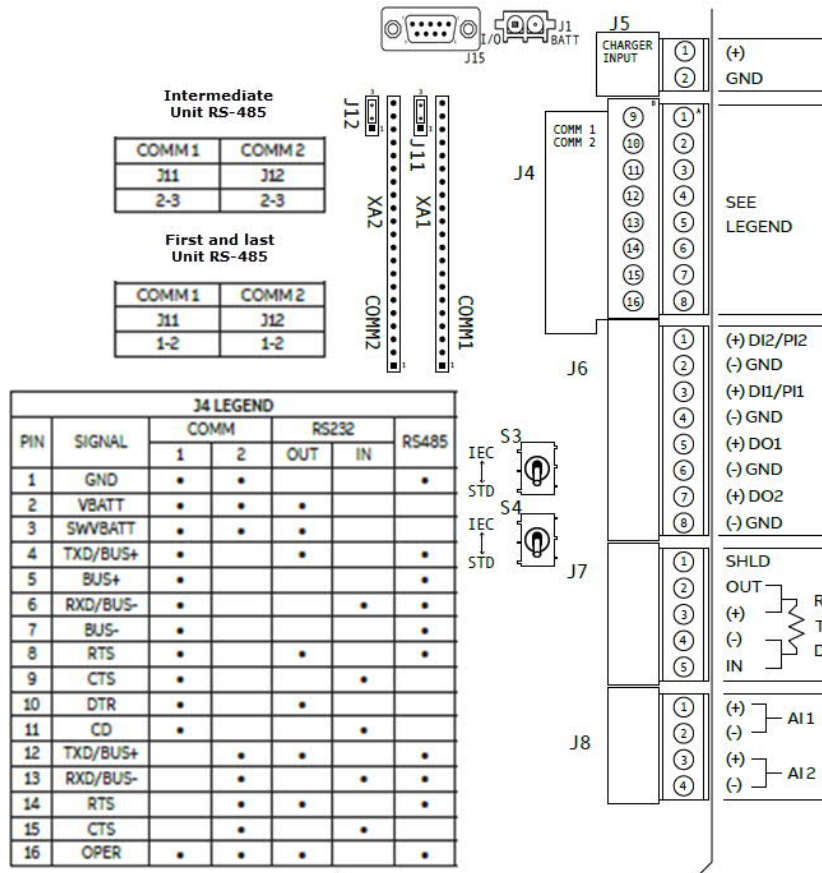 J15
I/O
J1
BATT
J5
CHARGER
INPUT
1 (+)
2 GND
Intermediate
Unit RS-485
COMM 1 COMM 2
J11 J12
2-3 2-3
First and last
Unit RS-485
COMM 1 COMM 2
J11 J12
1-2 1-2
J12
3
1
J11
3
1
XA2
XA1
COMM2
COMM1
1
1
J4
COMM 1
COMM 2
B
A
9 1
10 2
11 3
12 4
13 5
14 6
15 7
16 8
SEE
LEGEND
J6
1 (+) DI2/PI2
2 (-) GND
3 (+) DI1/PI1
4 (-) GND
5 (+) DO1
6 (-) GND
7 (+) DO2
8 (-) GND
J4 LEGEND
PIN SIGNAL COMM RS232 RS485
1 2 OUT IN
1 GND • • •
2 VBATT • • •
3 SWVBATT • • •
4 TXD/BUS+ • • •
5 BUS+ • •
6 RXD/BUS- • • •
7 BUS- • •
8 RTS • • •
9 CTS • •
10 DTR • •
11 CD • •
12 TXD/BUS+ • • •
13 RXD/BUS- • • •
14 RTS • • •
15 CTS • •
16 OPER • • • •
S3
IEC
STD
S4
IEC
STD
J7
1 SHLD
2 OUT
3 (+)
4 (-)
5 IN
R
T
D
J8
1 (+)
2 (-)
AI 1
3 (+)
4 (-)
AI 2